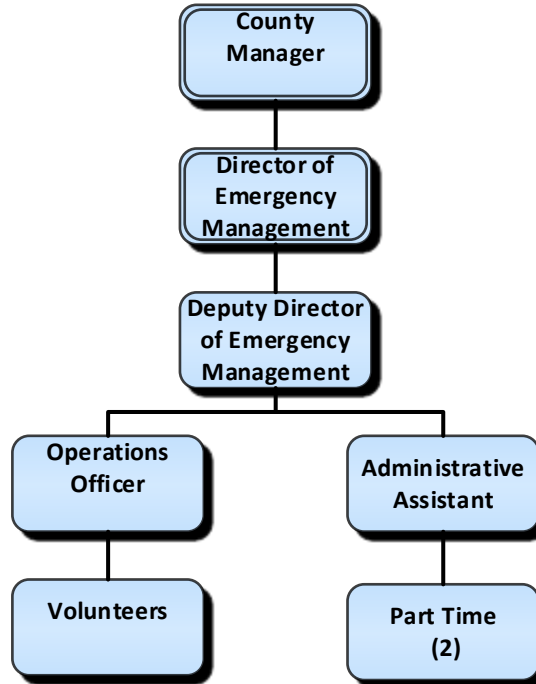 County
Manager
Director of
Emergency
Management
Deputy Director
of Emergency
Management
Operations
Officer
Administrative
Assistant
Volunteers
Part Time
(2)